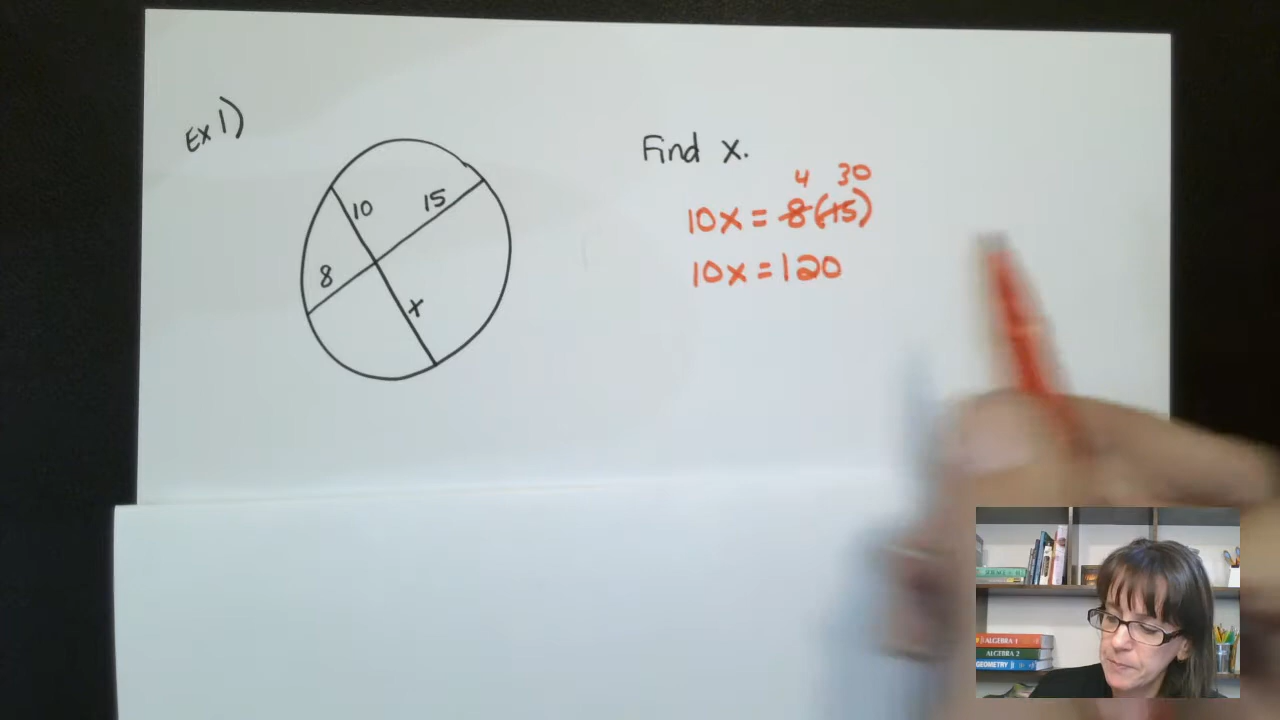 Ex 1)
10
15
8
x
Find x.
4 30
10x = 8(15)
10x = 120
ALGEBRA 1
ALGEBRA 2
GEOMETRY